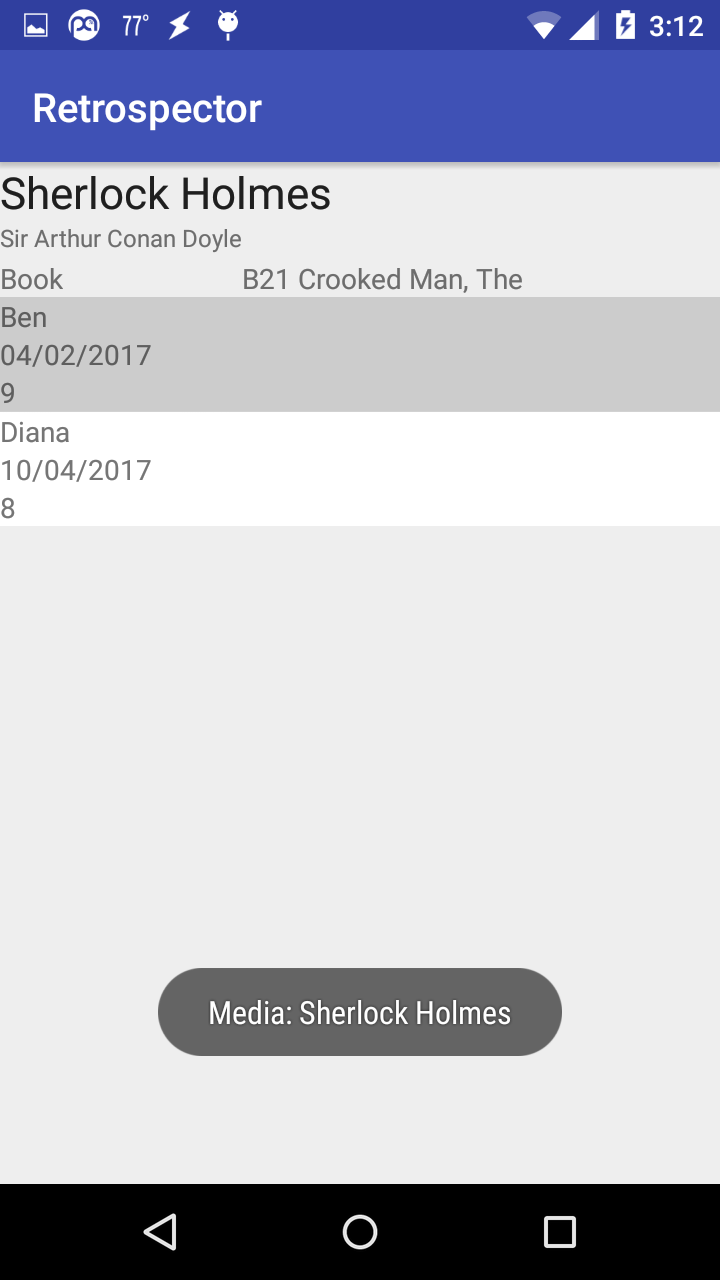 77° 3:12
Retrospector
Sherlock Holmes
Sir Arthur Conan Doyle
Book B21 Crooked Man, The
Ben
04/02/2017
9
Diana
10/04/2017
8
Media: Sherlock Holmes